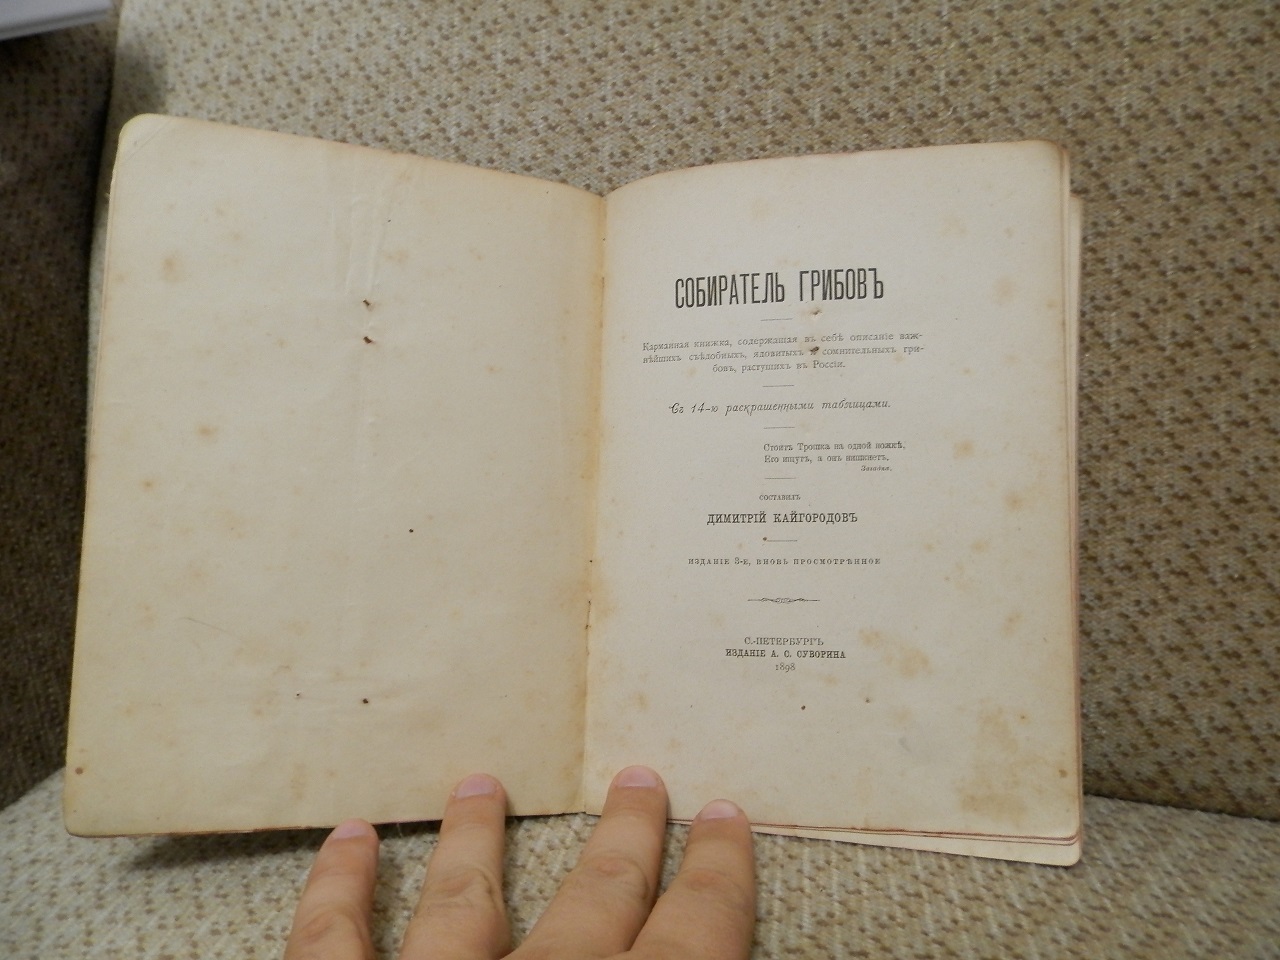 СОБИРАТЕЛЬ ГРИБОВЪ
Карманная книжка, содержащая въ себѣ описаніе важ-
нѣйшихъ съѣдобныхъ, ядовитыхъ и сомнительныхъ гри-
бовъ, растущихъ въ Россіи.
Съ 14-ю раскрашенными таблицами.
Стоитъ Трошка на одной ножкѣ,
Его ищутъ, а онъ нишкнетъ.
Загадка.
СОСТАВИЛЪ
ДИМИТРІЙ КАЙГОРОДОВЪ
ИЗДАНІЕ 3-Е, ВНОВЬ ПРОСМОТРѢННОЕ
С.-ПЕТЕРБУРГЪ
ИЗДАНІЕ А. С. СУВОРИНА
1898